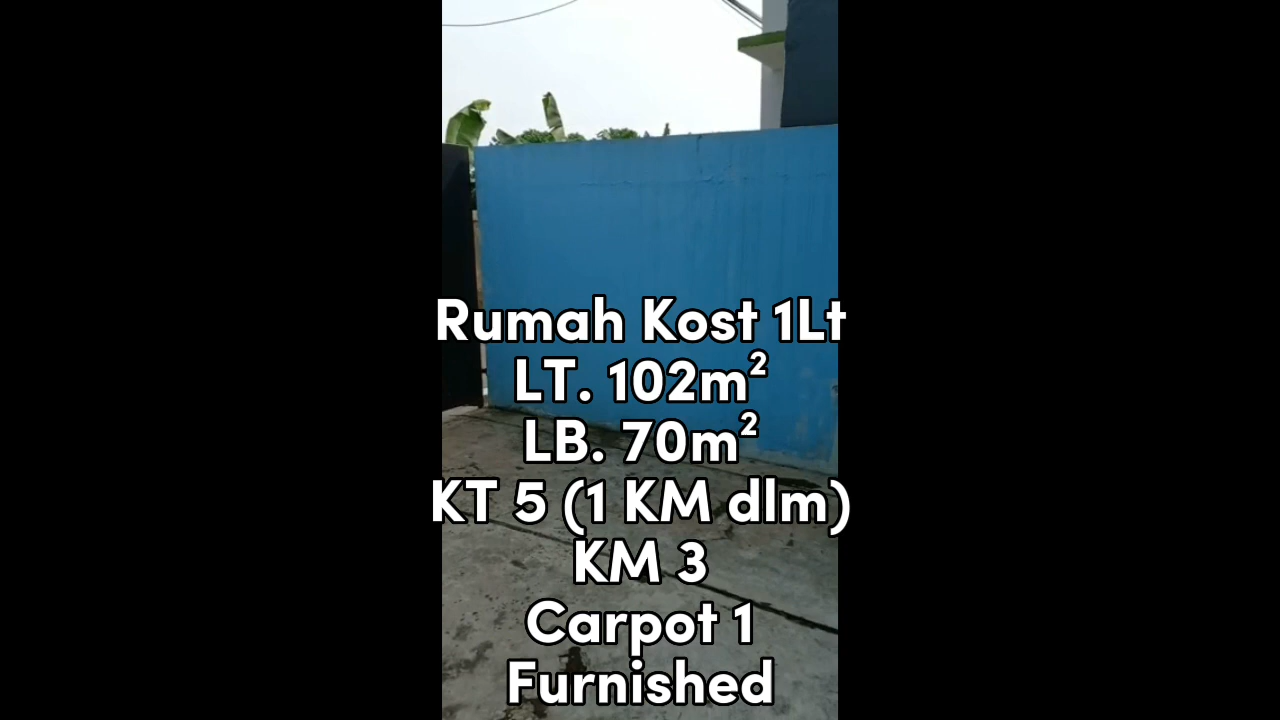 Rumah Kost 1Lt
LT. 102m²
LB. 70m²
KT 5 (1 KM dlm)
KM 3
Carpot 1
Furnished